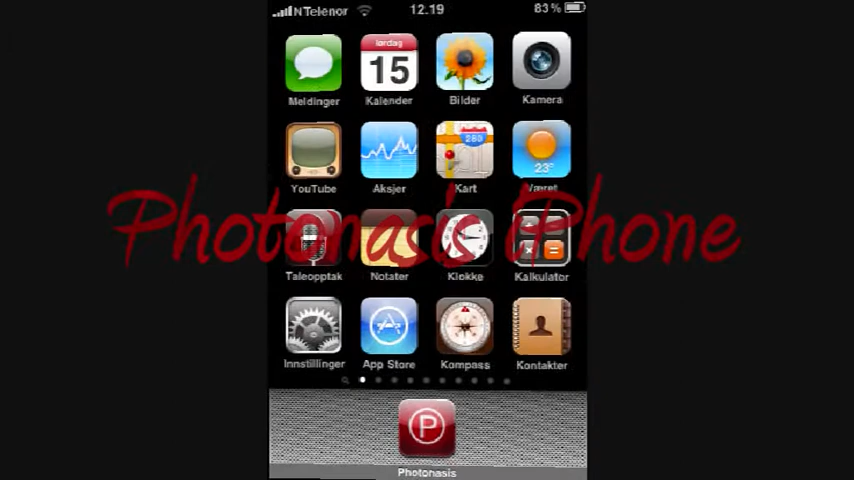 N Telenor 12.19 83 %
lørdag
15
Meldinger Kalender Bilder Kamera
280
23°
YouTube Aksjer Kart Været
Photonasis iPhone
Taleopptak Notater Klokke Kalkulator
Innstillinger App Store Kompass Kontakter
P
Photonasis